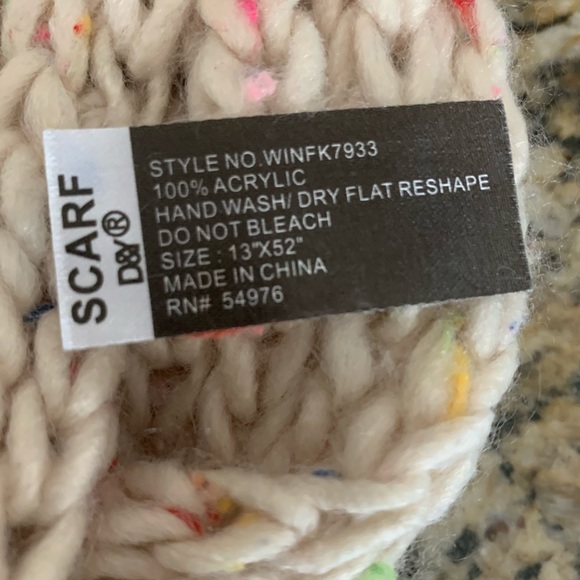 SCARF
D&Y®
STYLE NO.WINFK7933
100% ACRYLIC
HAND WASH/ DRY FLAT RESHAPE
DO NOT BLEACH
SIZE : 13"X52"
MADE IN CHINA
RN# 54976